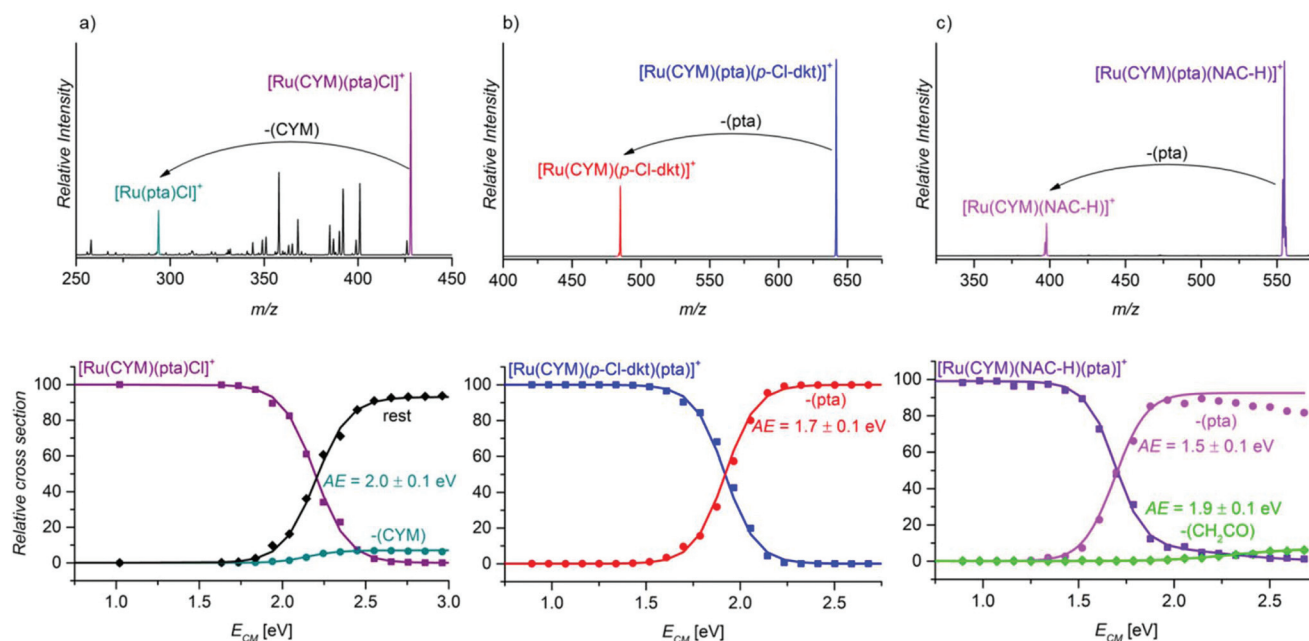 a)
Relative Intensity
[Ru(CYM)(pta)Cl]⁺
-(CYM)
[Ru(pta)Cl]⁺
250 300 350 400 450
m/z
b)
Relative Intensity
[Ru(CYM)(pta)(p-Cl-dkt)]⁺
-(pta)
[Ru(CYM)(p-Cl-dkt)]⁺
400 450 500 550 600 650
m/z
c)
Relative Intensity
[Ru(CYM)(pta)(NAC-H)]⁺
-(pta)
[Ru(CYM)(NAC-H)]⁺
350 400 450 500 550
m/z
Relative cross section
[Ru(CYM)(pta)Cl]⁺
100
80
60
40
20
0
rest
AE = 2.0 ± 0.1 eV
-(CYM)
1.0 1.5 2.0 2.5 3.0
E_CM [eV]
[Ru(CYM)(p-Cl-dkt)(pta)]⁺
100
80
60
40
20
0
-(pta)
AE = 1.7 ± 0.1 eV
1.0 1.5 2.0 2.5
E_CM [eV]
[Ru(CYM)(NAC-H)(pta)]⁺
100
80
60
40
20
0
-(pta)
AE = 1.5 ± 0.1 eV
AE = 1.9 ± 0.1 eV
-(CH₂CO)
1.0 1.5 2.0 2.5
E_CM [eV]